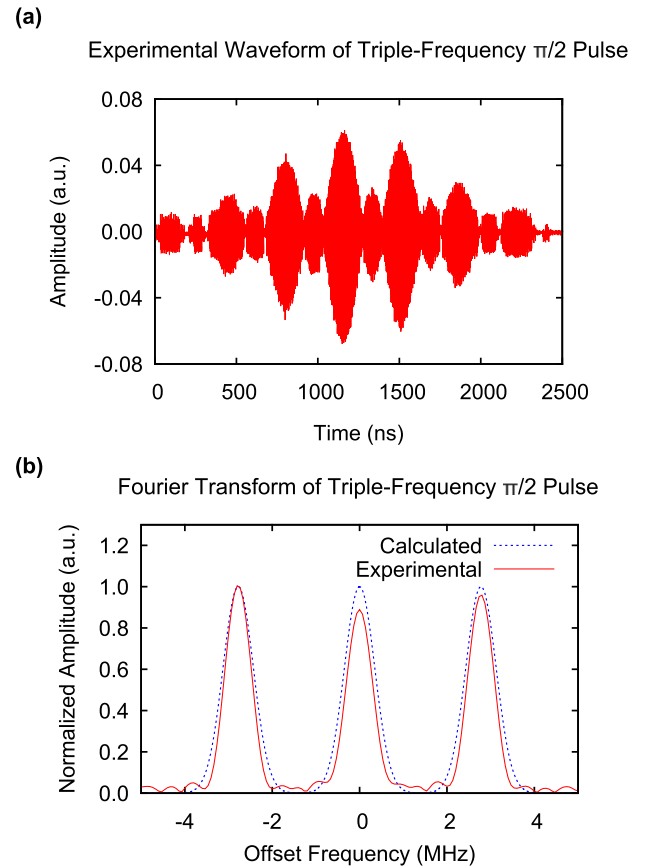 (a)
Experimental Waveform of Triple-Frequency π/2 Pulse
0.08
0.04
0.00
-0.04
-0.08
Amplitude (a.u.)
0 500 1000 1500 2000 2500
Time (ns)
(b)
Fourier Transform of Triple-Frequency π/2 Pulse
1.2
1.0
0.8
0.6
0.4
0.2
0.0
Normalized Amplitude (a.u.)
Calculated
Experimental
-4 -2 0 2 4
Offset Frequency (MHz)